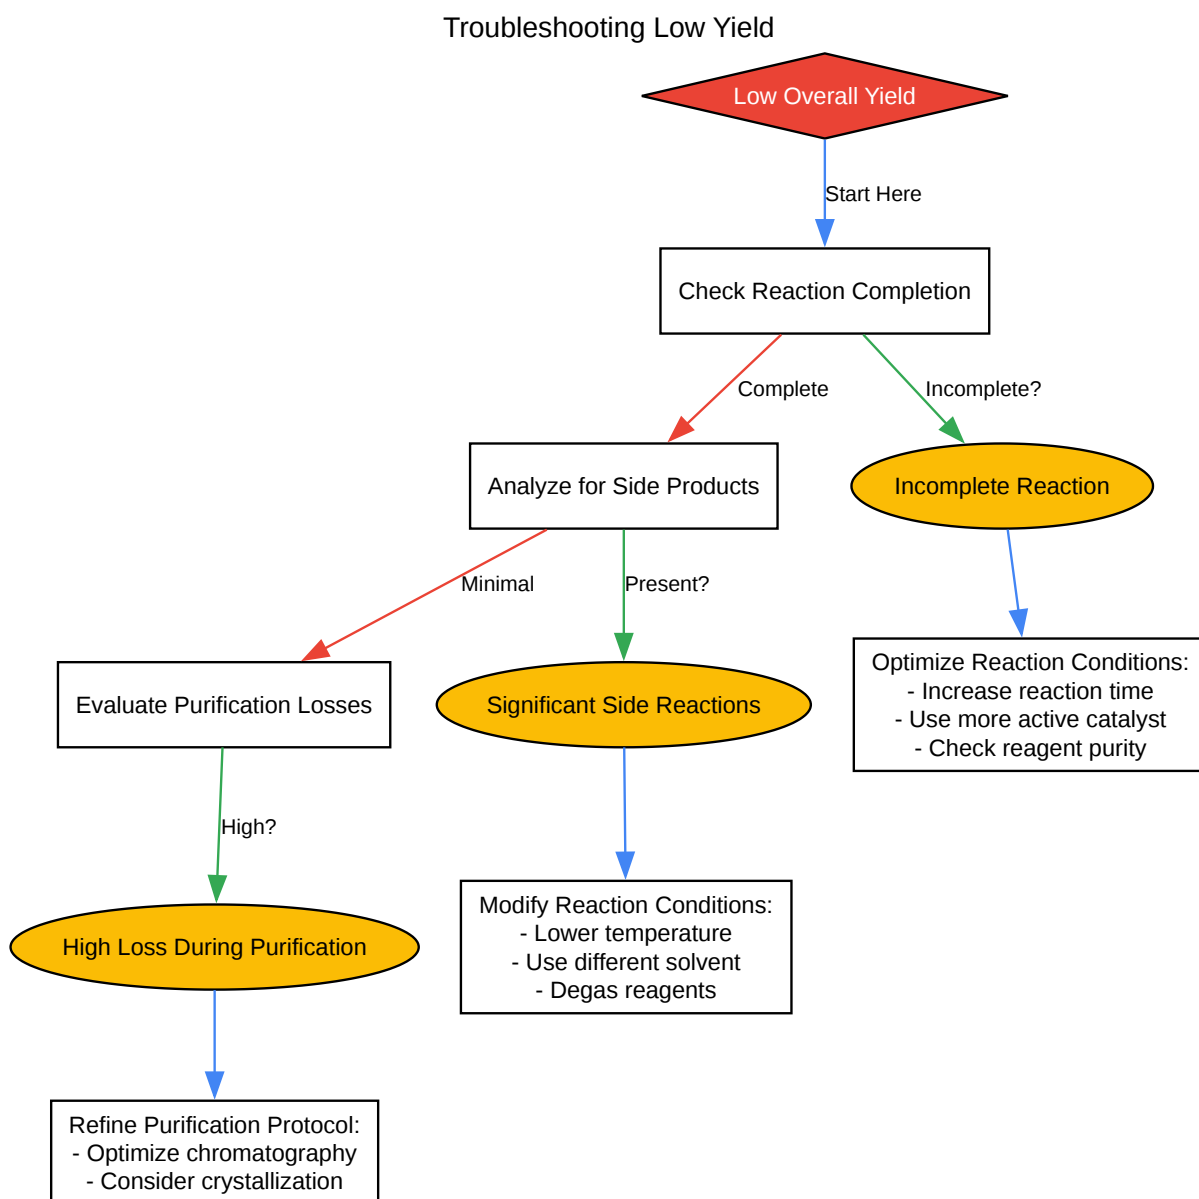 Troubleshooting Low Yield
Low Overall Yield
Start Here
Check Reaction Completion
Complete
Incomplete?
Analyze for Side Products
Incomplete Reaction
Minimal
Present?
Evaluate Purification Losses
Significant Side Reactions
Optimize Reaction Conditions:
- Increase reaction time
- Use more active catalyst
- Check reagent purity
High?
Modify Reaction Conditions:
- Lower temperature
- Use different solvent
- Degas reagents
High Loss During Purification
Refine Purification Protocol:
- Optimize chromatography
- Consider crystallization